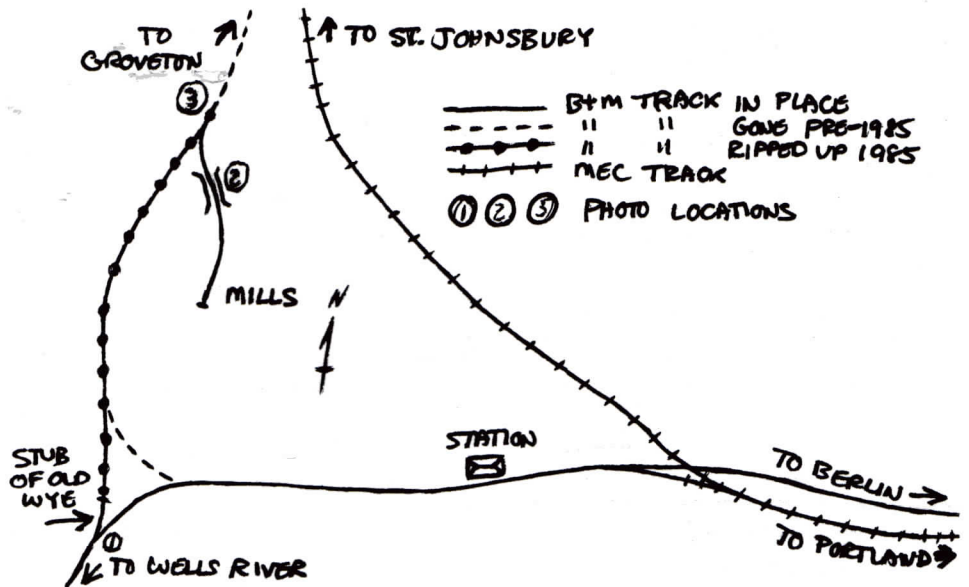 TO
GROVETON
TO ST. JOHNSBURY
3
B+M TRACK IN PLACE
" " GONE PRE-1985
" " RIPPED UP 1985
MEC TRACK
1 2 3 PHOTO LOCATIONS
2
MILLS
N
STATION
STUB
OF OLD
WYE
TO BERLIN
1
TO WELLS RIVER
TO PORTLAND